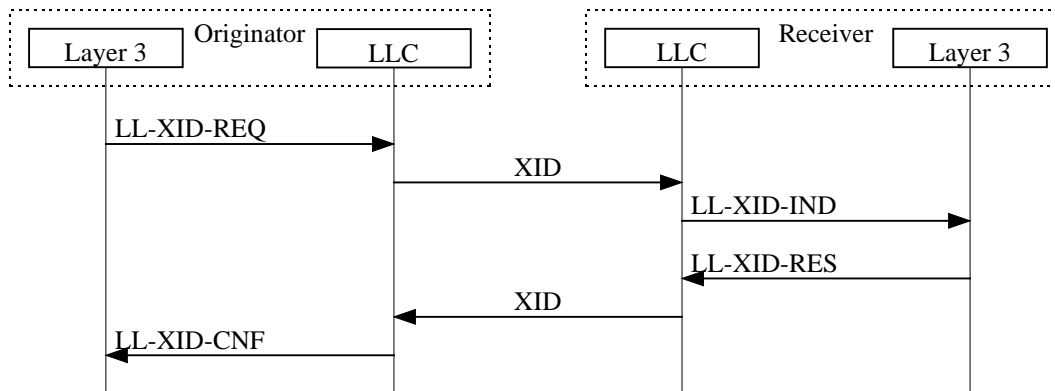 Originator
Receiver
Layer 3
LLC
LLC
Layer 3
LL-XID-REQ
XID
LL-XID-IND
LL-XID-RES
XID
LL-XID-CNF